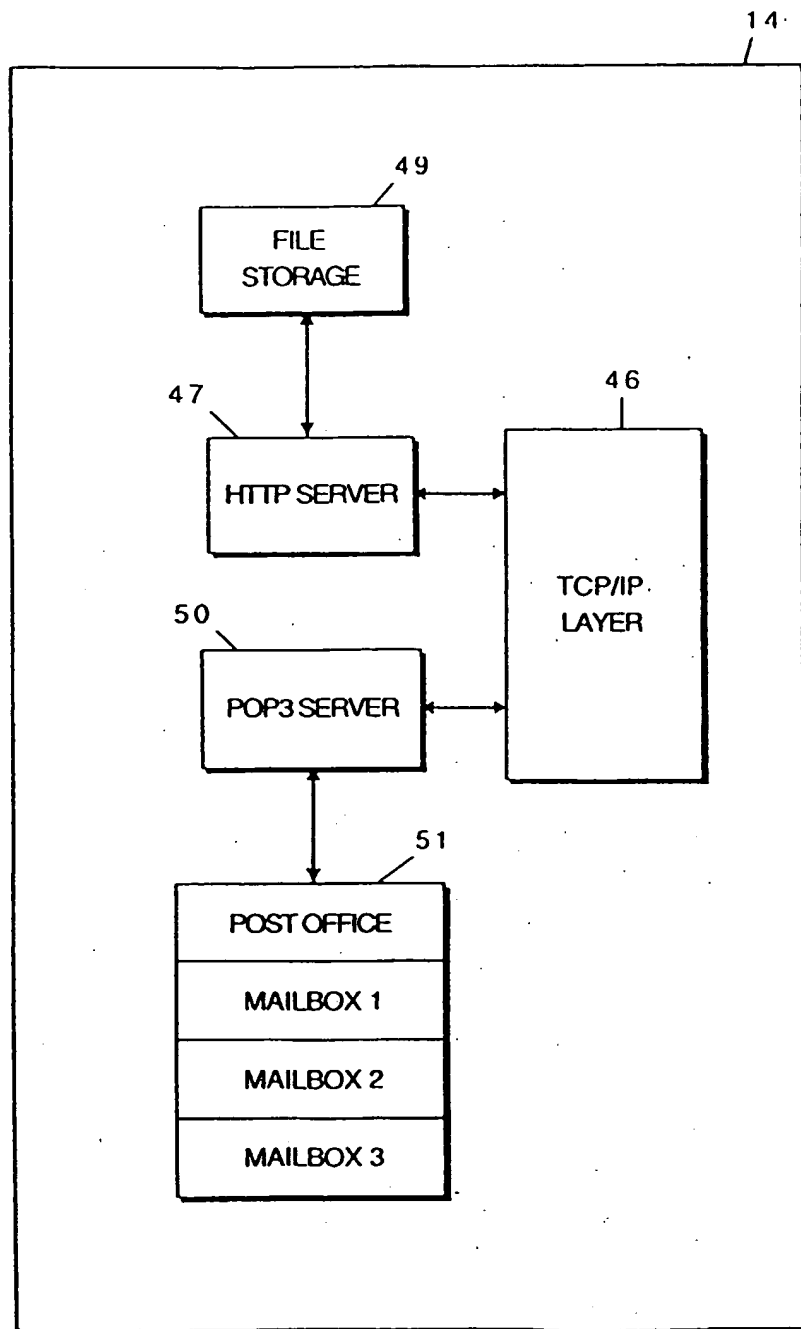 14
49
FILE
STORAGE
47
46
HTTP SERVER
TCP/IP
LAYER
50
POP3 SERVER
51
POST OFFICE
MAILBOX 1
MAILBOX 2
MAILBOX 3